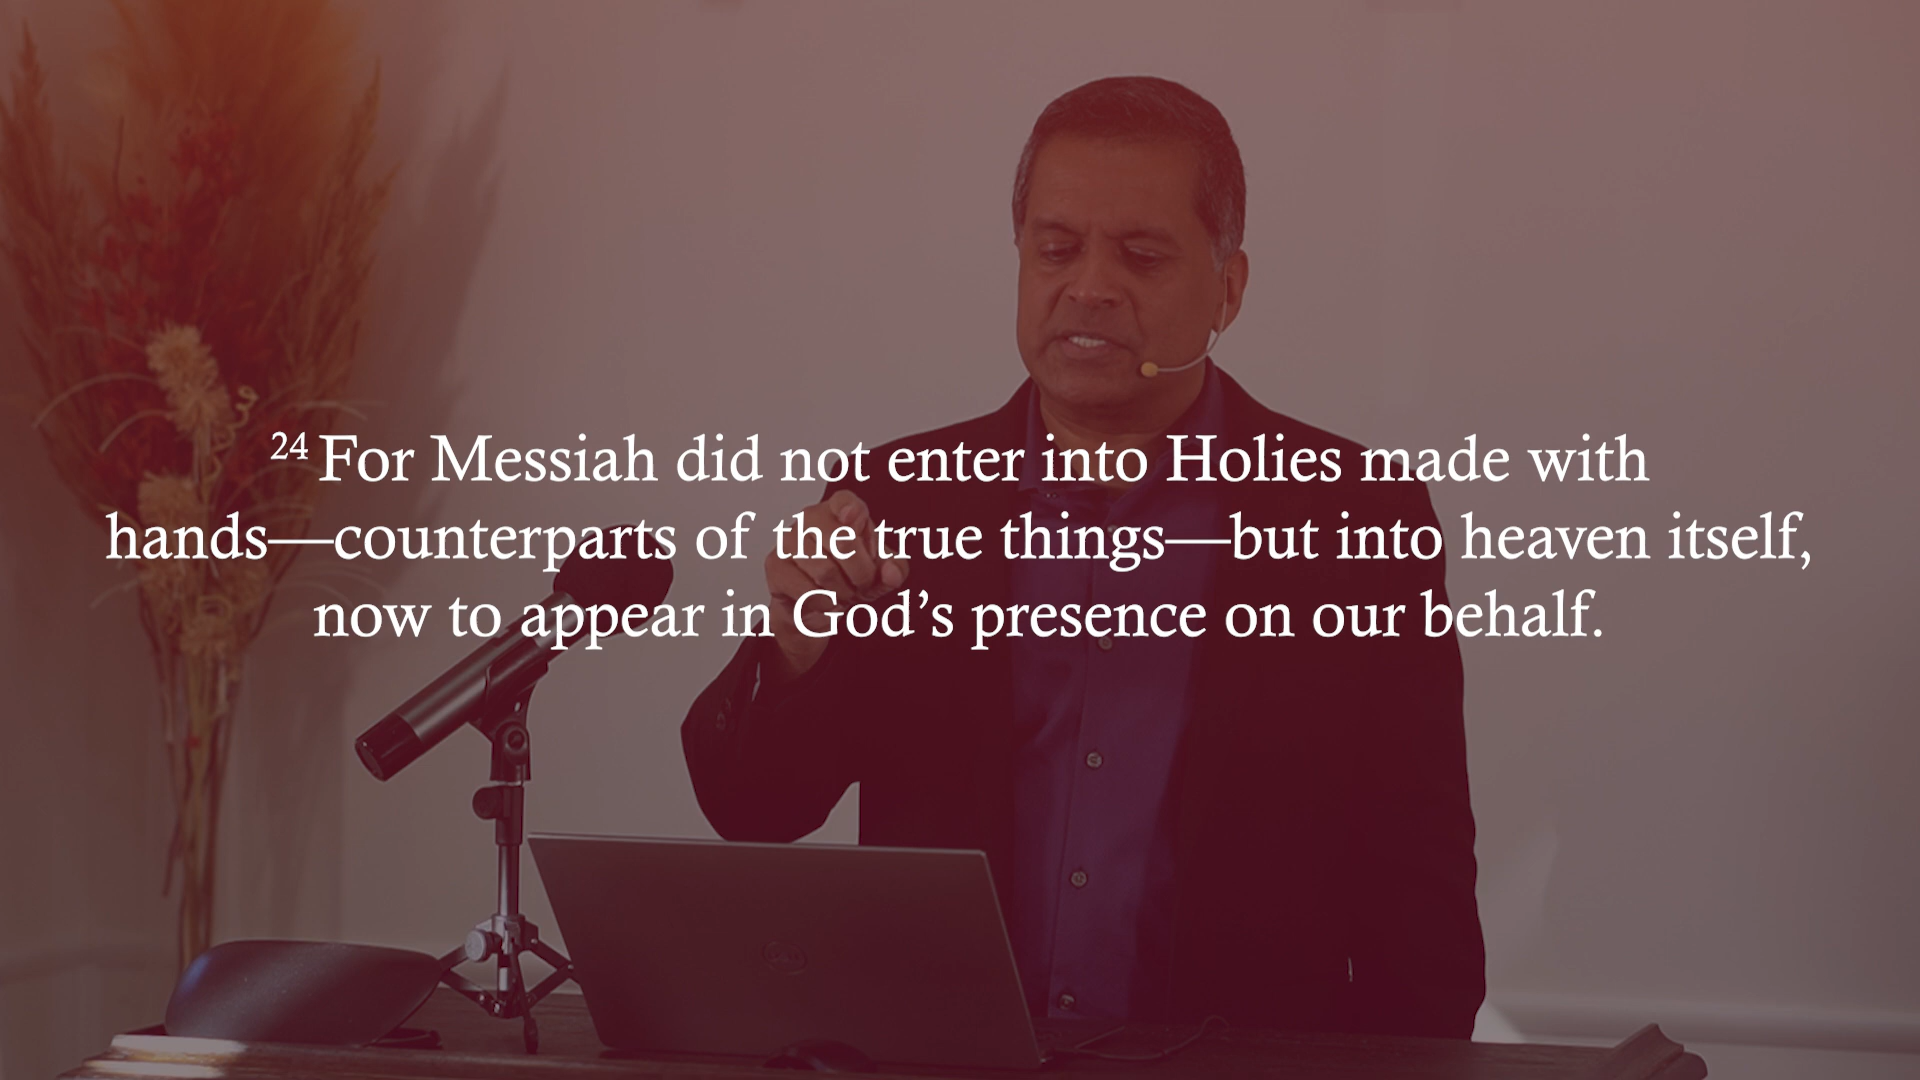 24 For Messiah did not enter into Holies made with
hands—counterparts of the true things—but into heaven itself,
now to appear in God’s presence on our behalf.